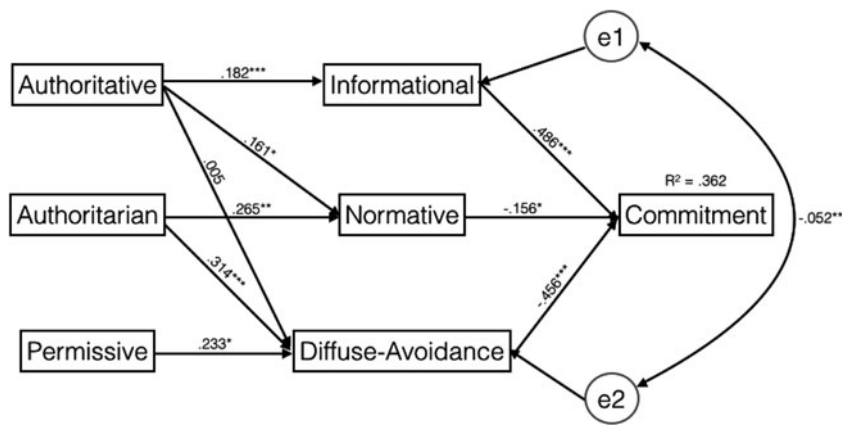 e1
Authoritative
.182***
Informational
.161*
.005
.486***
R² = .362
Authoritarian
.265**
Normative
-.156*
Commitment
-.052**
.314***
-.456***
Permissive
.233*
Diffuse-Avoidance
e2